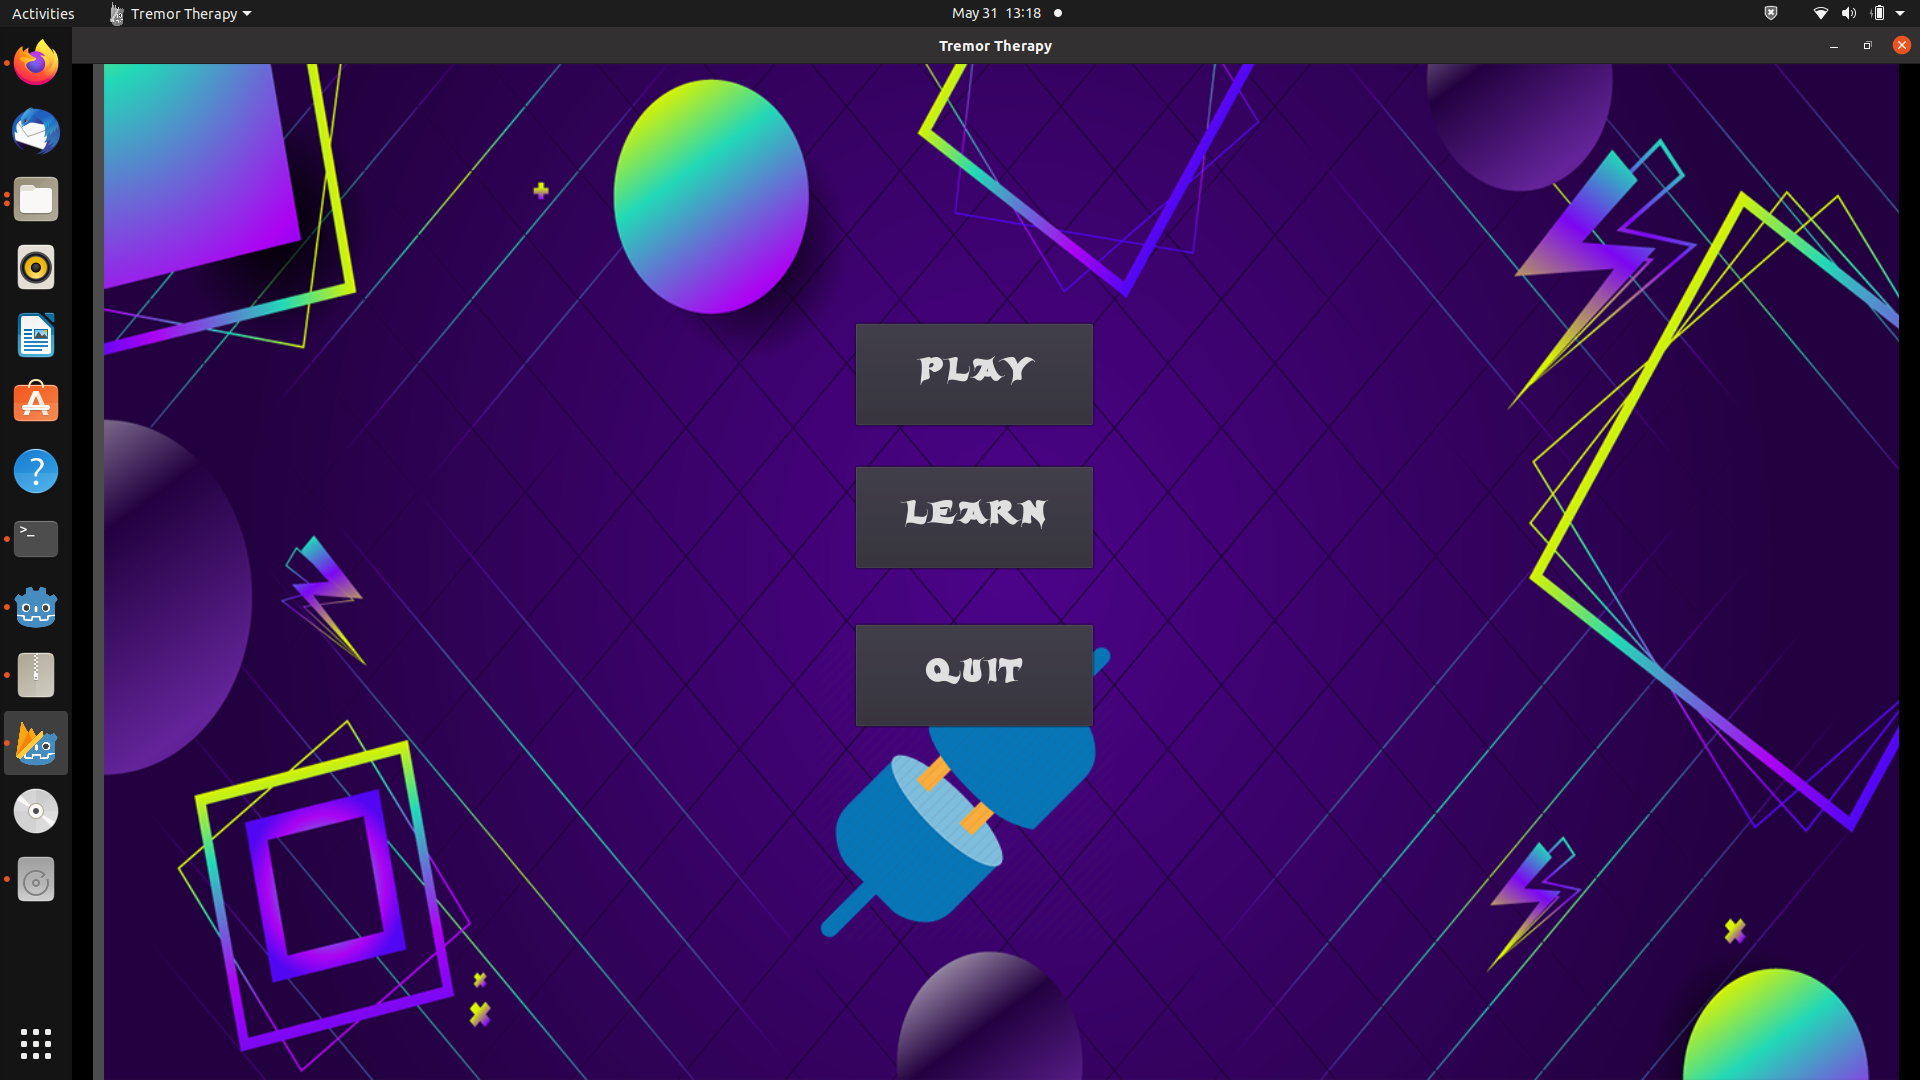 Activities
Tremor Therapy
May 31 13:18
Tremor Therapy
PLAY
LEARN
QUIT